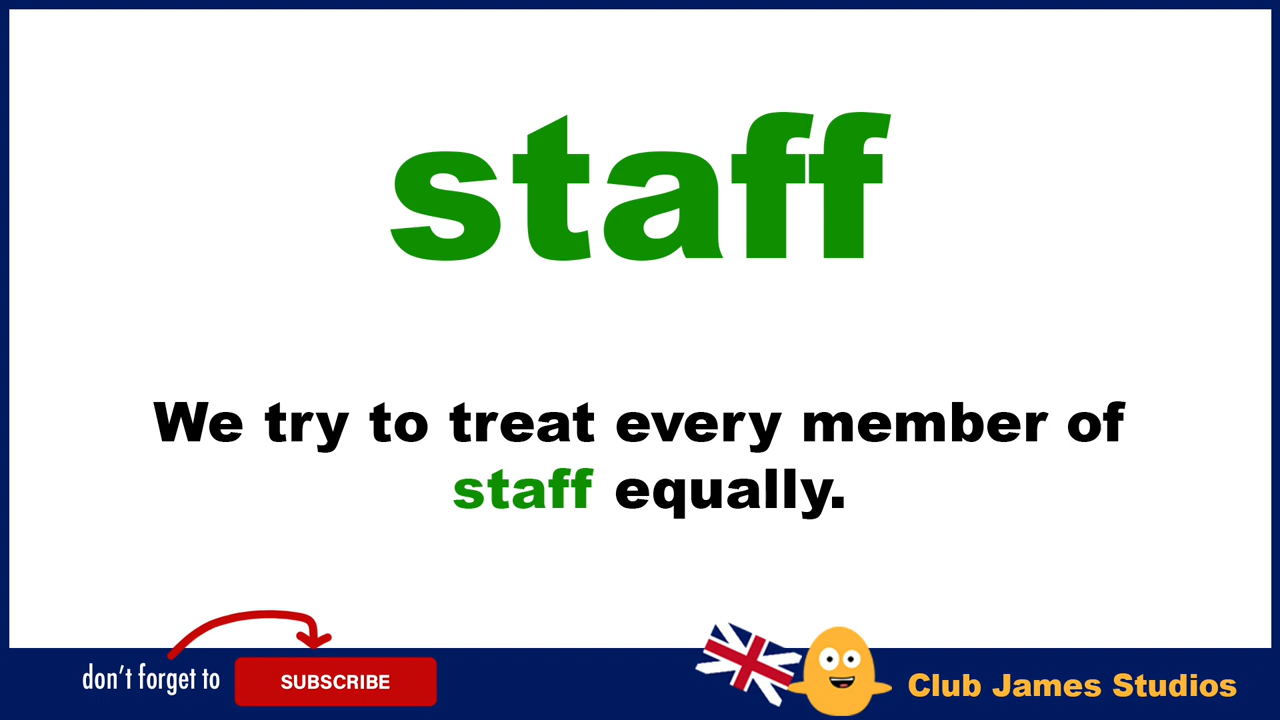 staff
We try to treat every member of
staff equally.
don't forget to
SUBSCRIBE
Club James Studios